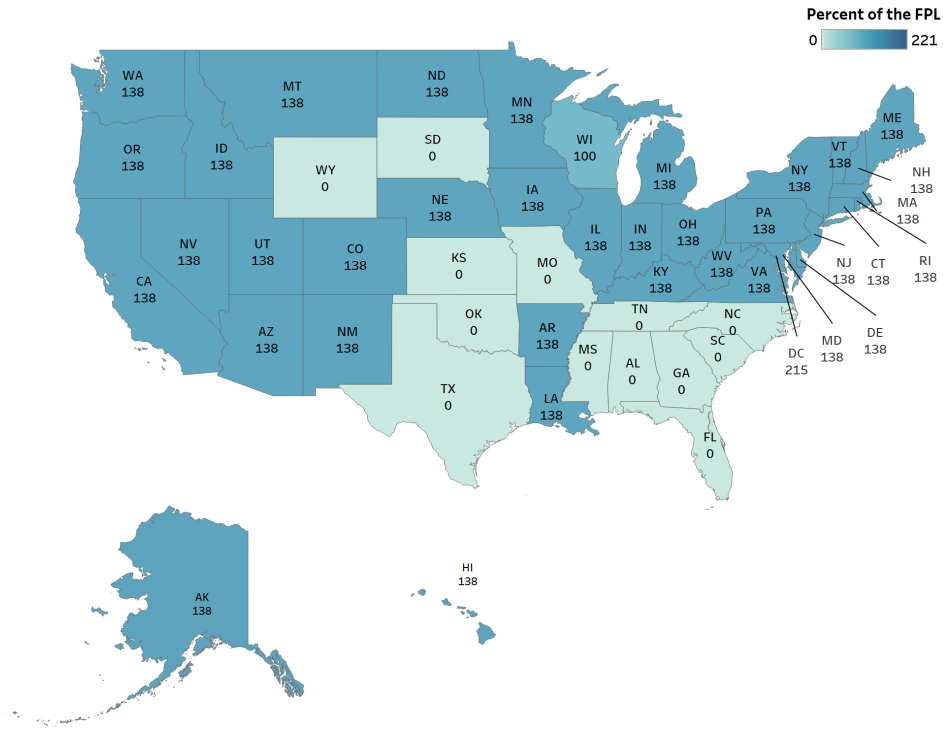 Percent of the FPL
0 221
WA
138
MT
138
ND
138
MN
138
OR
138
ID
138
WY
0
SD
0
WI
100
MI
138
ME
138
VT
138
NY
138
NH
138
MA
138
NE
138
IA
138
PA
138
NV
138
UT
138
CO
138
KS
0
MO
0
IL
138
IN
138
OH
138
WV
138
KY
138
VA
138
NJ
138
CT
138
RI
138
CA
138
AZ
138
NM
138
OK
0
AR
138
TN
0
NC
0
SC
0
DC
215
MD
138
DE
138
TX
0
LA
138
MS
0
AL
0
GA
0
FL
0
AK
138
HI
138